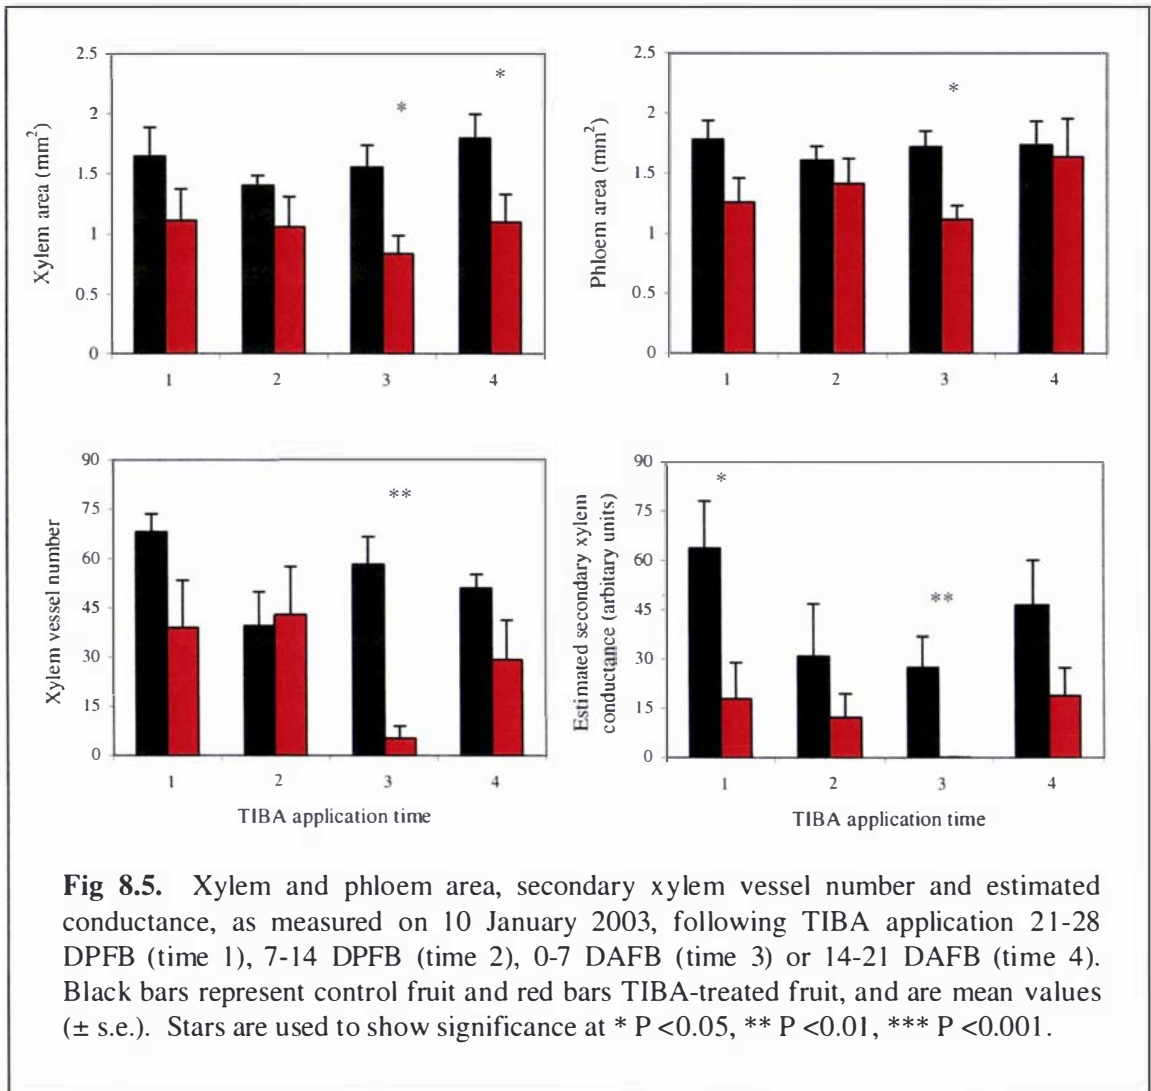 2.5
2
1.5
1
0.5
0
Xylem area (mm²)
*
*
1 2 3 4
2.5
2
1.5
1
0.5
0
Phloem area (mm²)
*
1 2 3 4
90
75
60
45
30
15
0
Xylem vessel number
**
1 2 3 4
TIBA application time
90
75
60
45
30
15
0
Estimated secondary xylem
conductance (arbitary units)
*
**
1 2 3 4
TIBA application time
Fig 8.5. Xylem and phloem area, secondary xylem vessel number and estimated
conductance, as measured on 10 January 2003, following TIBA application 21-28
DPFB (time 1), 7-14 DPFB (time 2), 0-7 DAFB (time 3) or 14-21 DAFB (time 4).
Black bars represent control fruit and red bars TIBA-treated fruit, and are mean values
(± s.e.). Stars are used to show significance at * P <0.05, ** P <0.01, *** P <0.001.